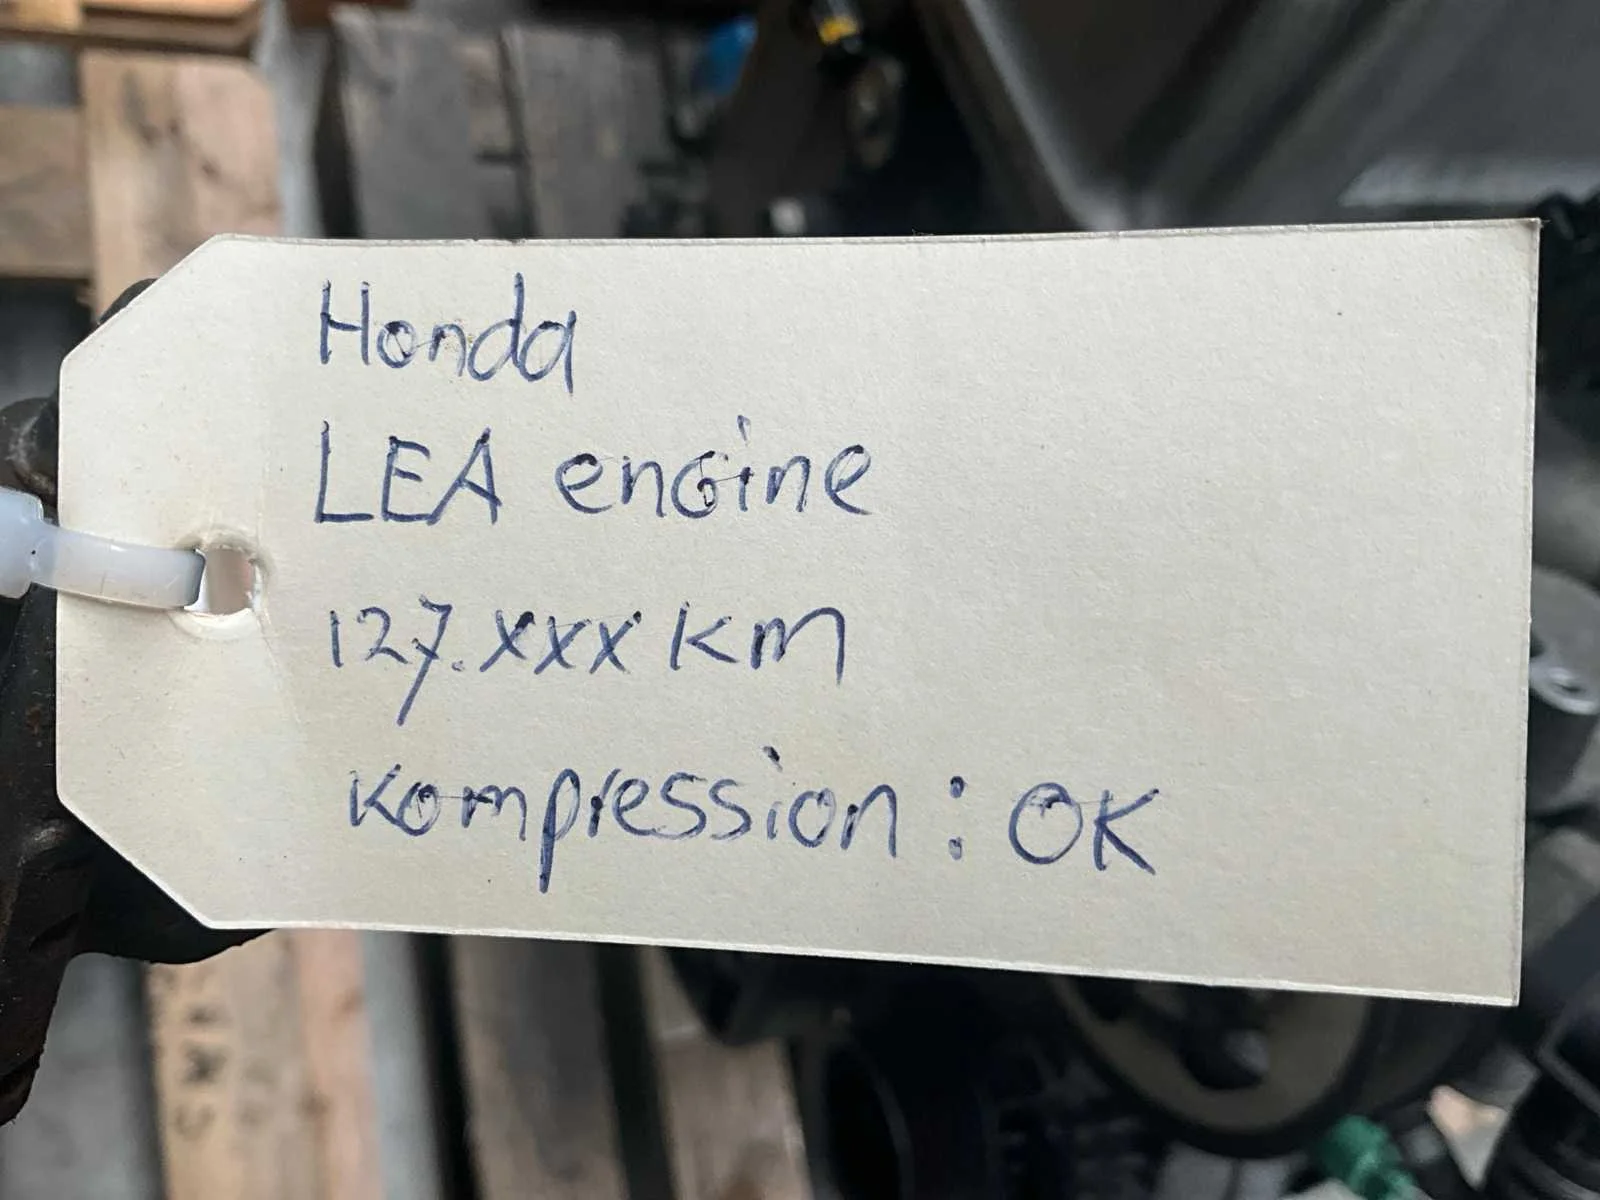 Honda
LEA engine
127.xxx km
Kompression : OK